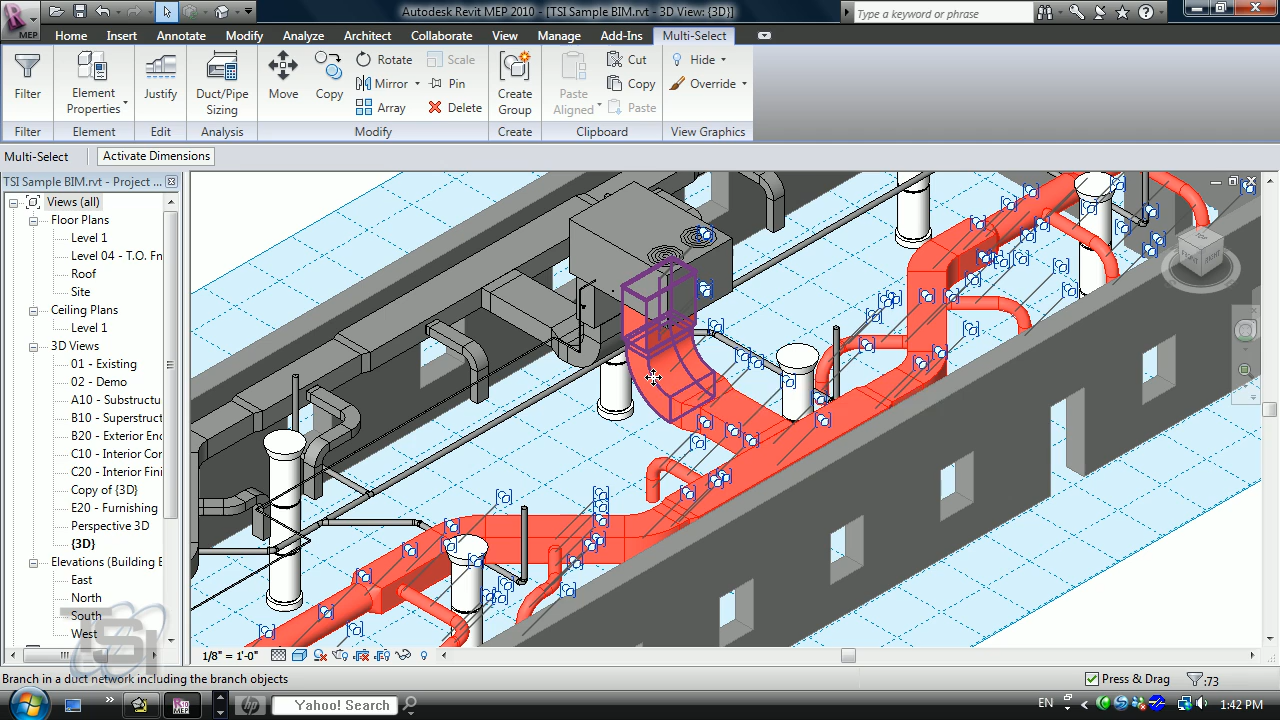 Autodesk Revit MEP 2010 - [TSI Sample BIM.rvt - 3D View: {3D}]
Type a keyword or phrase
MEP
Home Insert Annotate Modify Analyze Architect Collaborate View Manage Add-Ins Multi-Select
Filter
Element
Properties
Justify
Duct/Pipe
Sizing
Move
Copy
Rotate
Mirror
Array
Scale
Pin
Delete
Create
Group
Paste
Aligned
Cut
Copy
Paste
Hide
Override
Filter Element Edit Analysis Modify Create Clipboard View Graphics
Multi-Select
Activate Dimensions
TSI Sample BIM.rvt - Project ...
Views (all)
Floor Plans
Level 1
Level 04 - T.O. Fn
Roof
Site
Ceiling Plans
Level 1
3D Views
01 - Existing
02 - Demo
A10 - Substruct
B10 - Superstruct
B20 - Exterior Enc
C10 - Interior Cor
C20 - Interior Fini
Copy of {3D}
E20 - Furnishing
Perspective 3D
{3D}
Elevations (Building E
East
North
South
West
TSI
1/8" = 1'-0"
Branch in a duct network including the branch objects
Press & Drag
:73
MEP
hp
Yahoo! Search
EN
1:42 PM